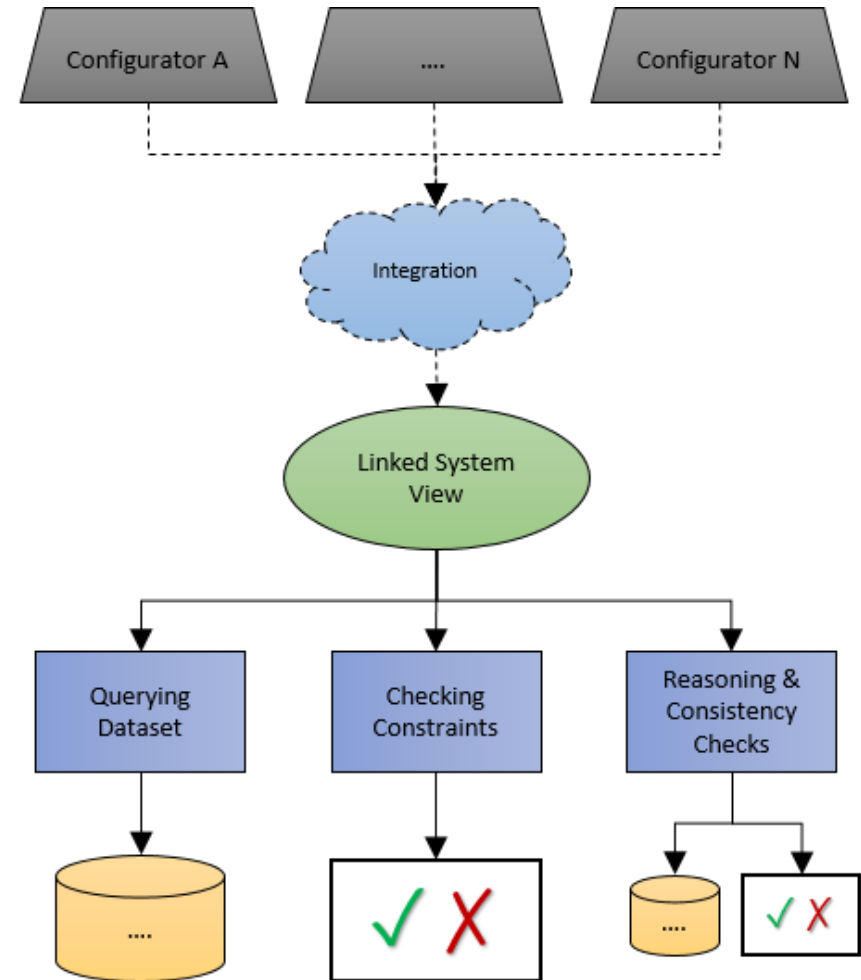 Configurator A
....
Configurator N
Integration
Linked System
View
Querying
Dataset
Checking
Constraints
Reasoning &
Consistency
Checks
....
....